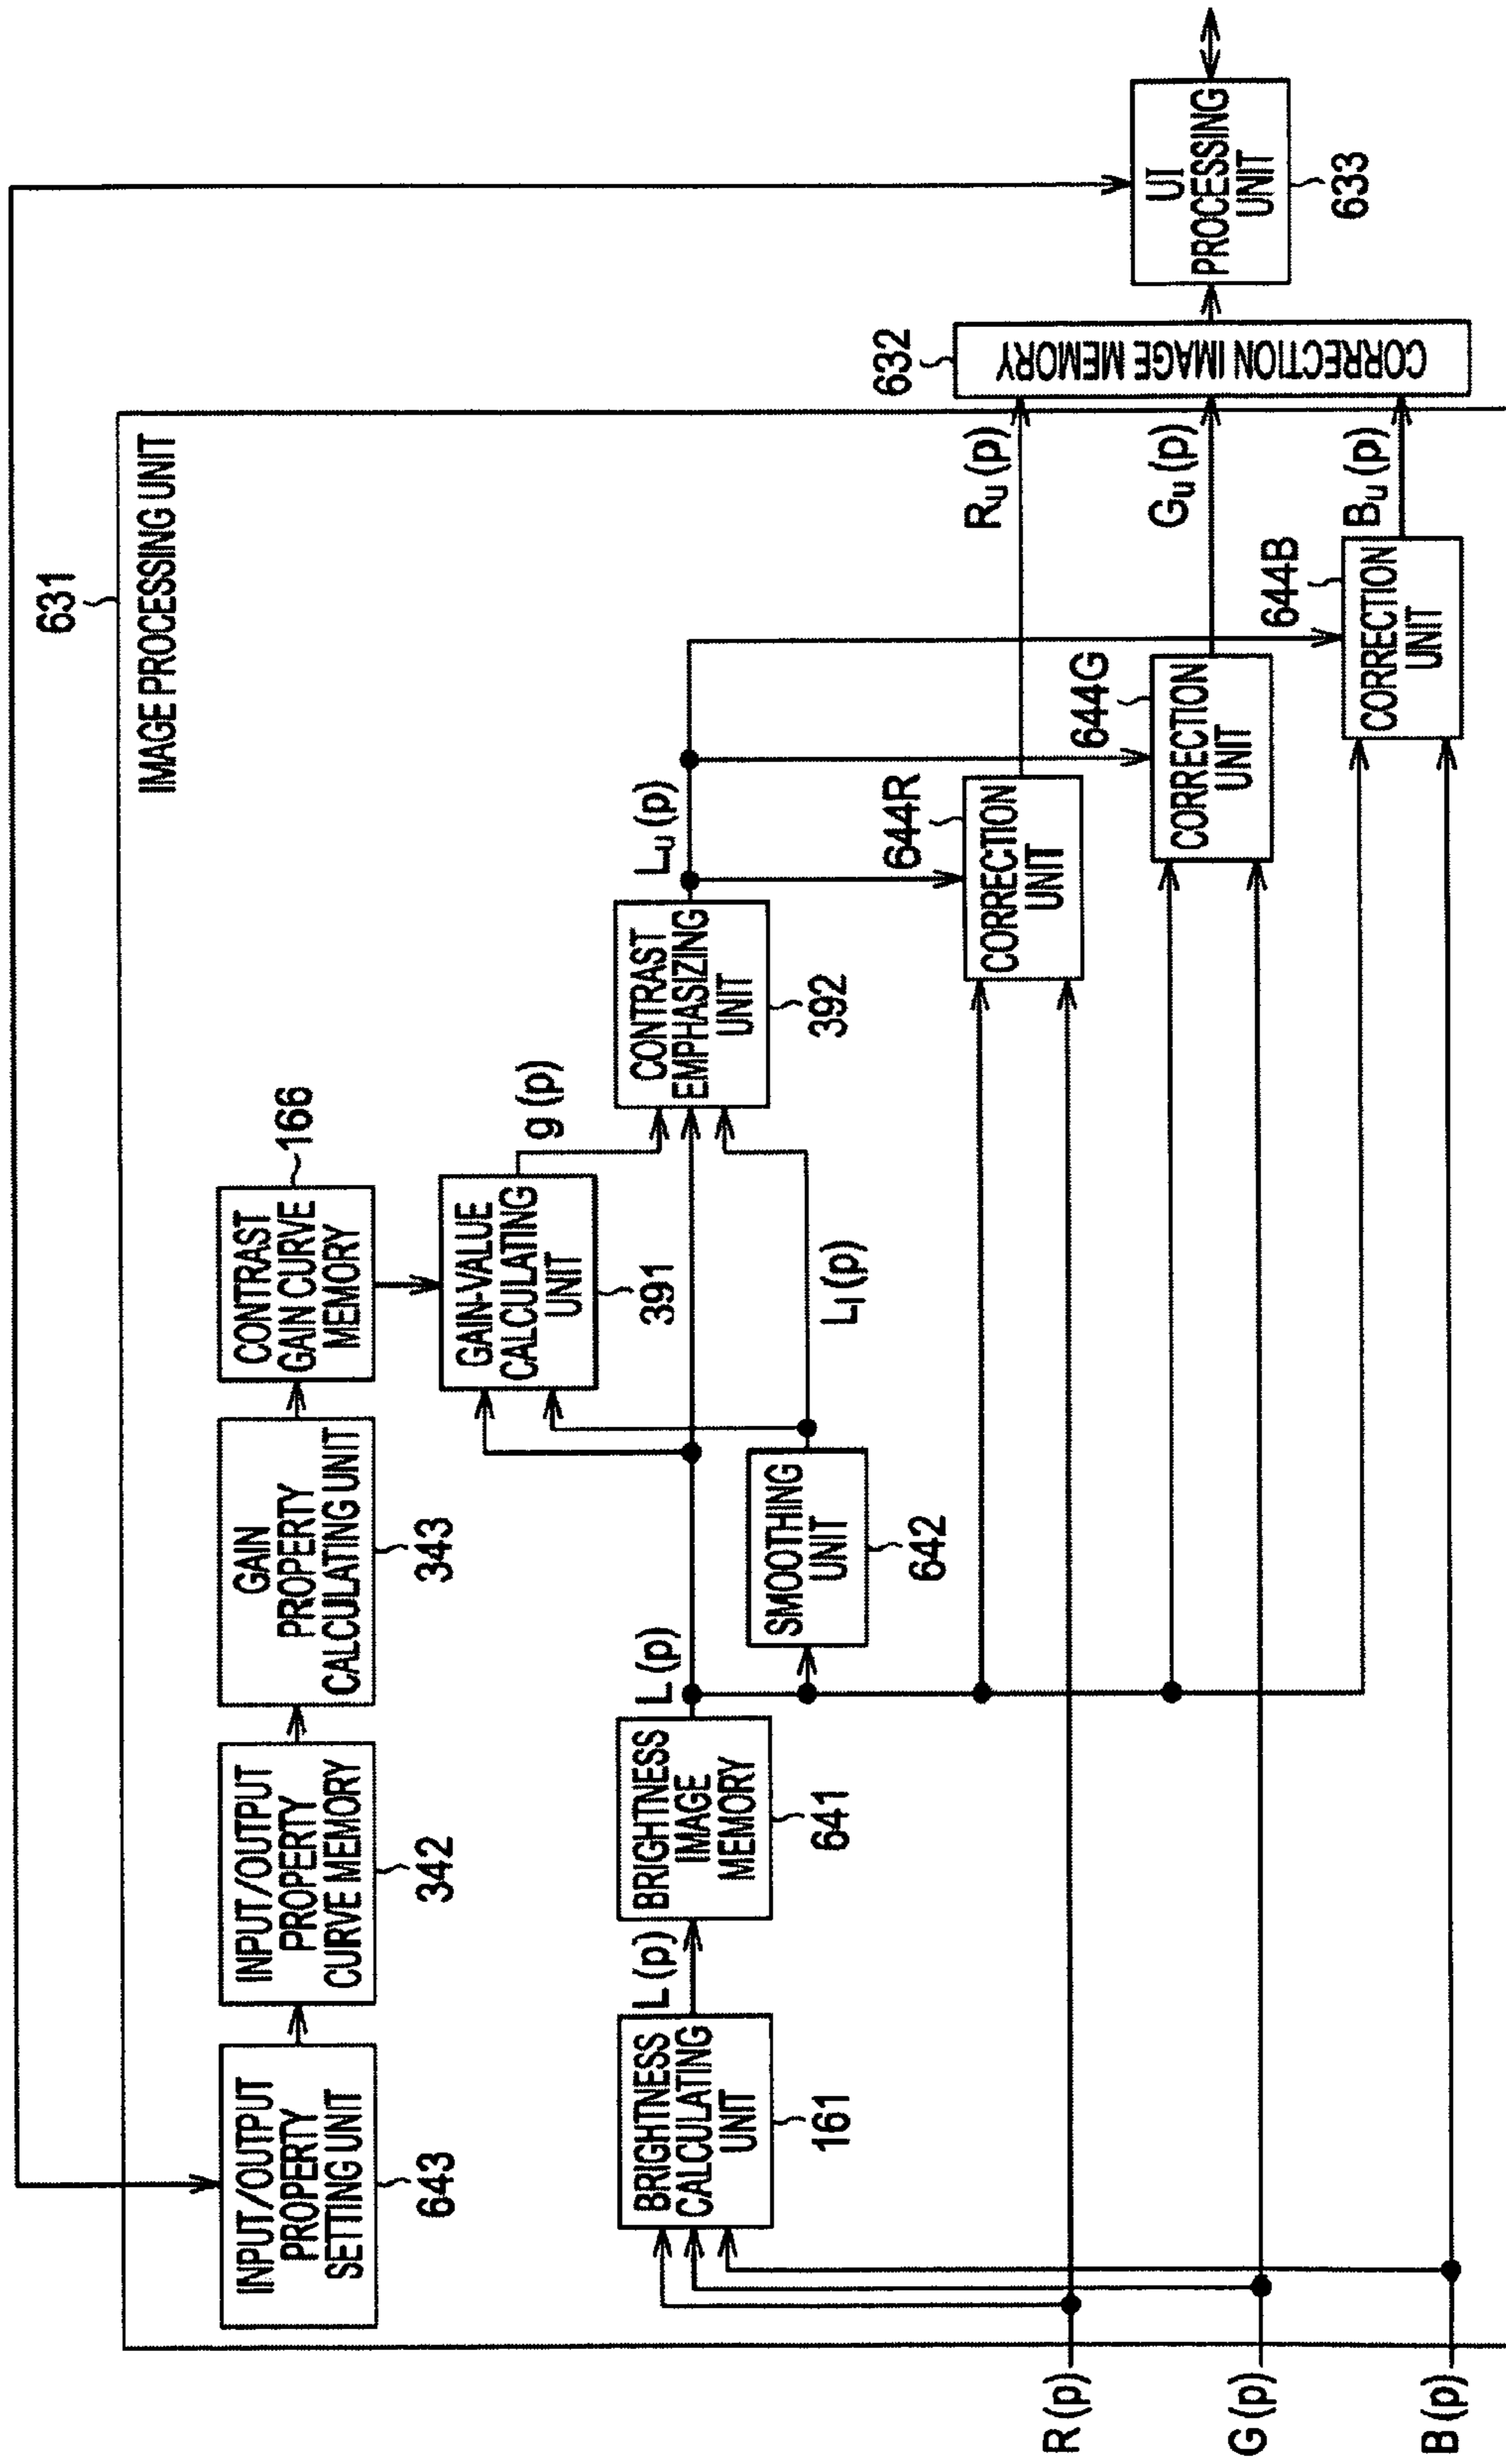 631
IMAGE PROCESSING UNIT
INPUT/OUTPUT
PROPERTY
SETTING UNIT
643
INPUT/OUTPUT
PROPERTY
CURVE MEMORY
342
GAIN
PROPERTY
CALCULATING UNIT
343
CONTRAST
GAIN CURVE
MEMORY
166
GAIN-VALUE
CALCULATING
UNIT
391
g (p)
BRIGHTNESS
CALCULATING
UNIT
161
L (p)
BRIGHTNESS
IMAGE
MEMORY
641
L (p)
SMOOTHING
UNIT
642
Ll (p)
CONTRAST
EMPHASIZING
UNIT
392
Lu (p)
644R
CORRECTION
UNIT
644G
CORRECTION
UNIT
644B
CORRECTION
UNIT
Ru (p)
Gu (p)
Bu (p)
632
CORRECTION IMAGE MEMORY
UI
PROCESSING
UNIT
633
R (p)
G (p)
B (p)